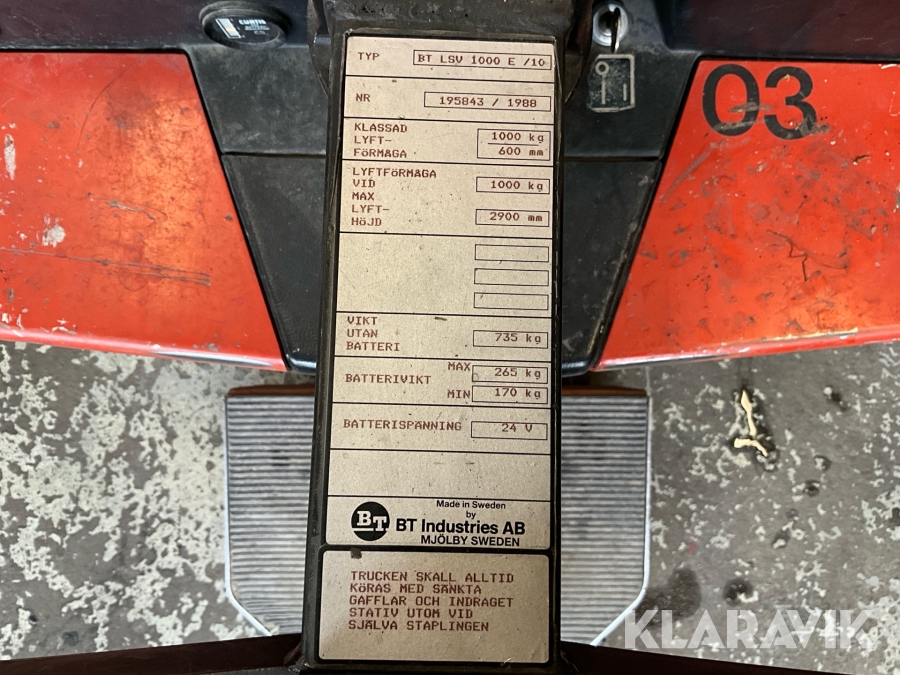 CURTIS
03
TYP BT LSV 1000 E /10
NR 195843 / 1988
KLASSAD
LYFT-
FÖRMÅGA
1000 kg
600 mm
LYFTFÖRMÅGA
VID
MAX
LYFT-
HÖJD
1000 kg
2900 mm
VIKT
UTAN
BATTERI
735 kg
BATTERIVIKT
MAX 265 kg
MIN 170 kg
BATTERISPÄNNING 24 V
Made in Sweden
by
BT BT Industries AB
MJÖLBY SWEDEN
TRUCKEN SKALL ALLTID
KÖRAS MED SÄNKTA
GAFFLAR OCH INDRAGET
STATIV UTOM VID
SJÄLVA STAPLINGEN
KLARAVIK